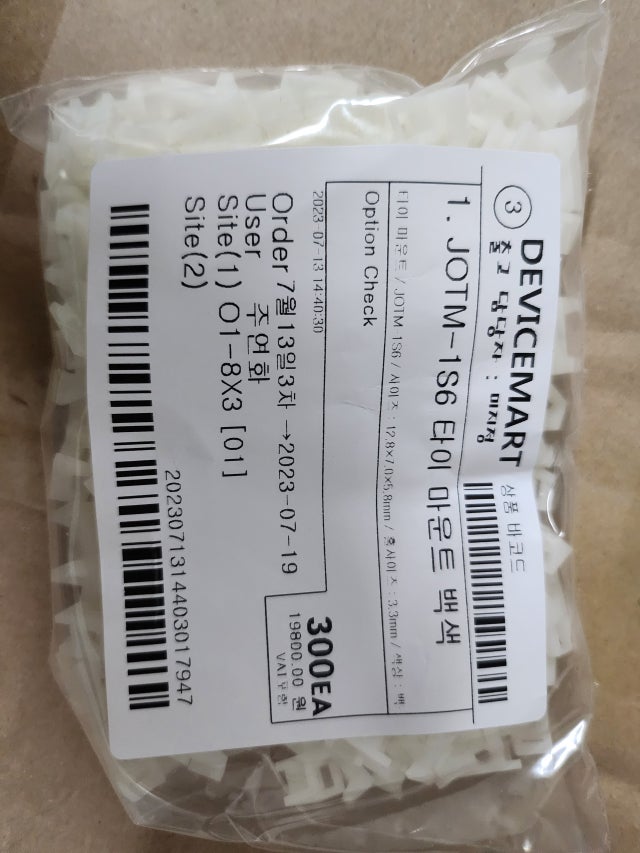 ③ DEVICEMART
출고 담당자 : 미지정
상품 바코드
1. JOTM-1S6 타이 마운트 백색
타이 마운트 / JOTM-1S6 / 사이즈 : 12.8x7.0x5.8mm / 홀사이즈 : 3.3mm / 색상 : 백
Option Check
300EA
19800.00 원
VAT포함
2023-07-13 14:40:30
Order 7월13일3차 →2023-07-19
User 주연화
Site(1) O1-8X3 [01]
Site(2)
2023071314403017947